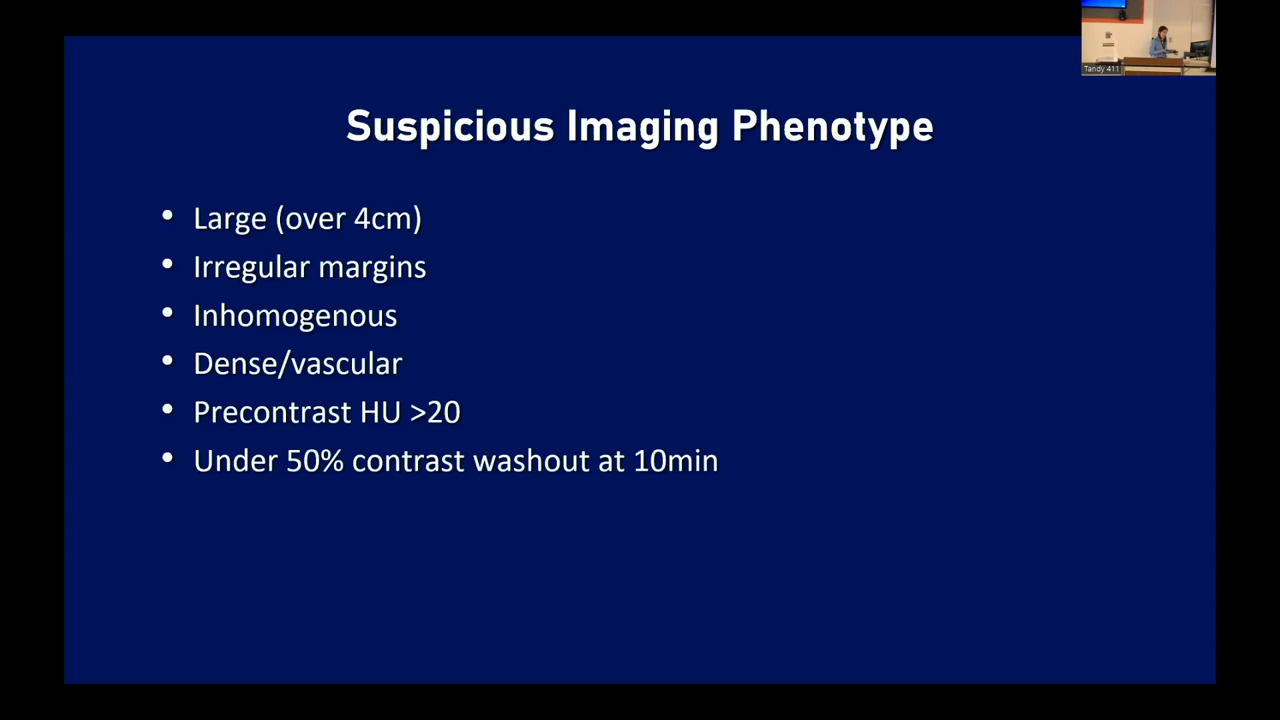 Tandy 411
Suspicious Imaging Phenotype
• Large (over 4cm)
• Irregular margins
• Inhomogenous
• Dense/vascular
• Precontrast HU >20
• Under 50% contrast washout at 10min